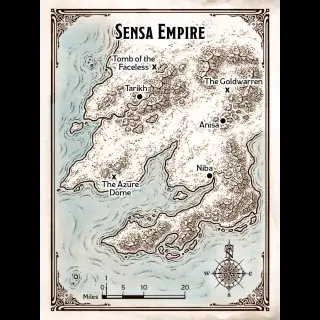 SENSA EMPIRE
Tomb of the
Faceless x
The Goldwarren
x
Tarikh
Anisa
Niba
x
The Azure
Dome
N
W E
S
1
Miles 0 5 10 20